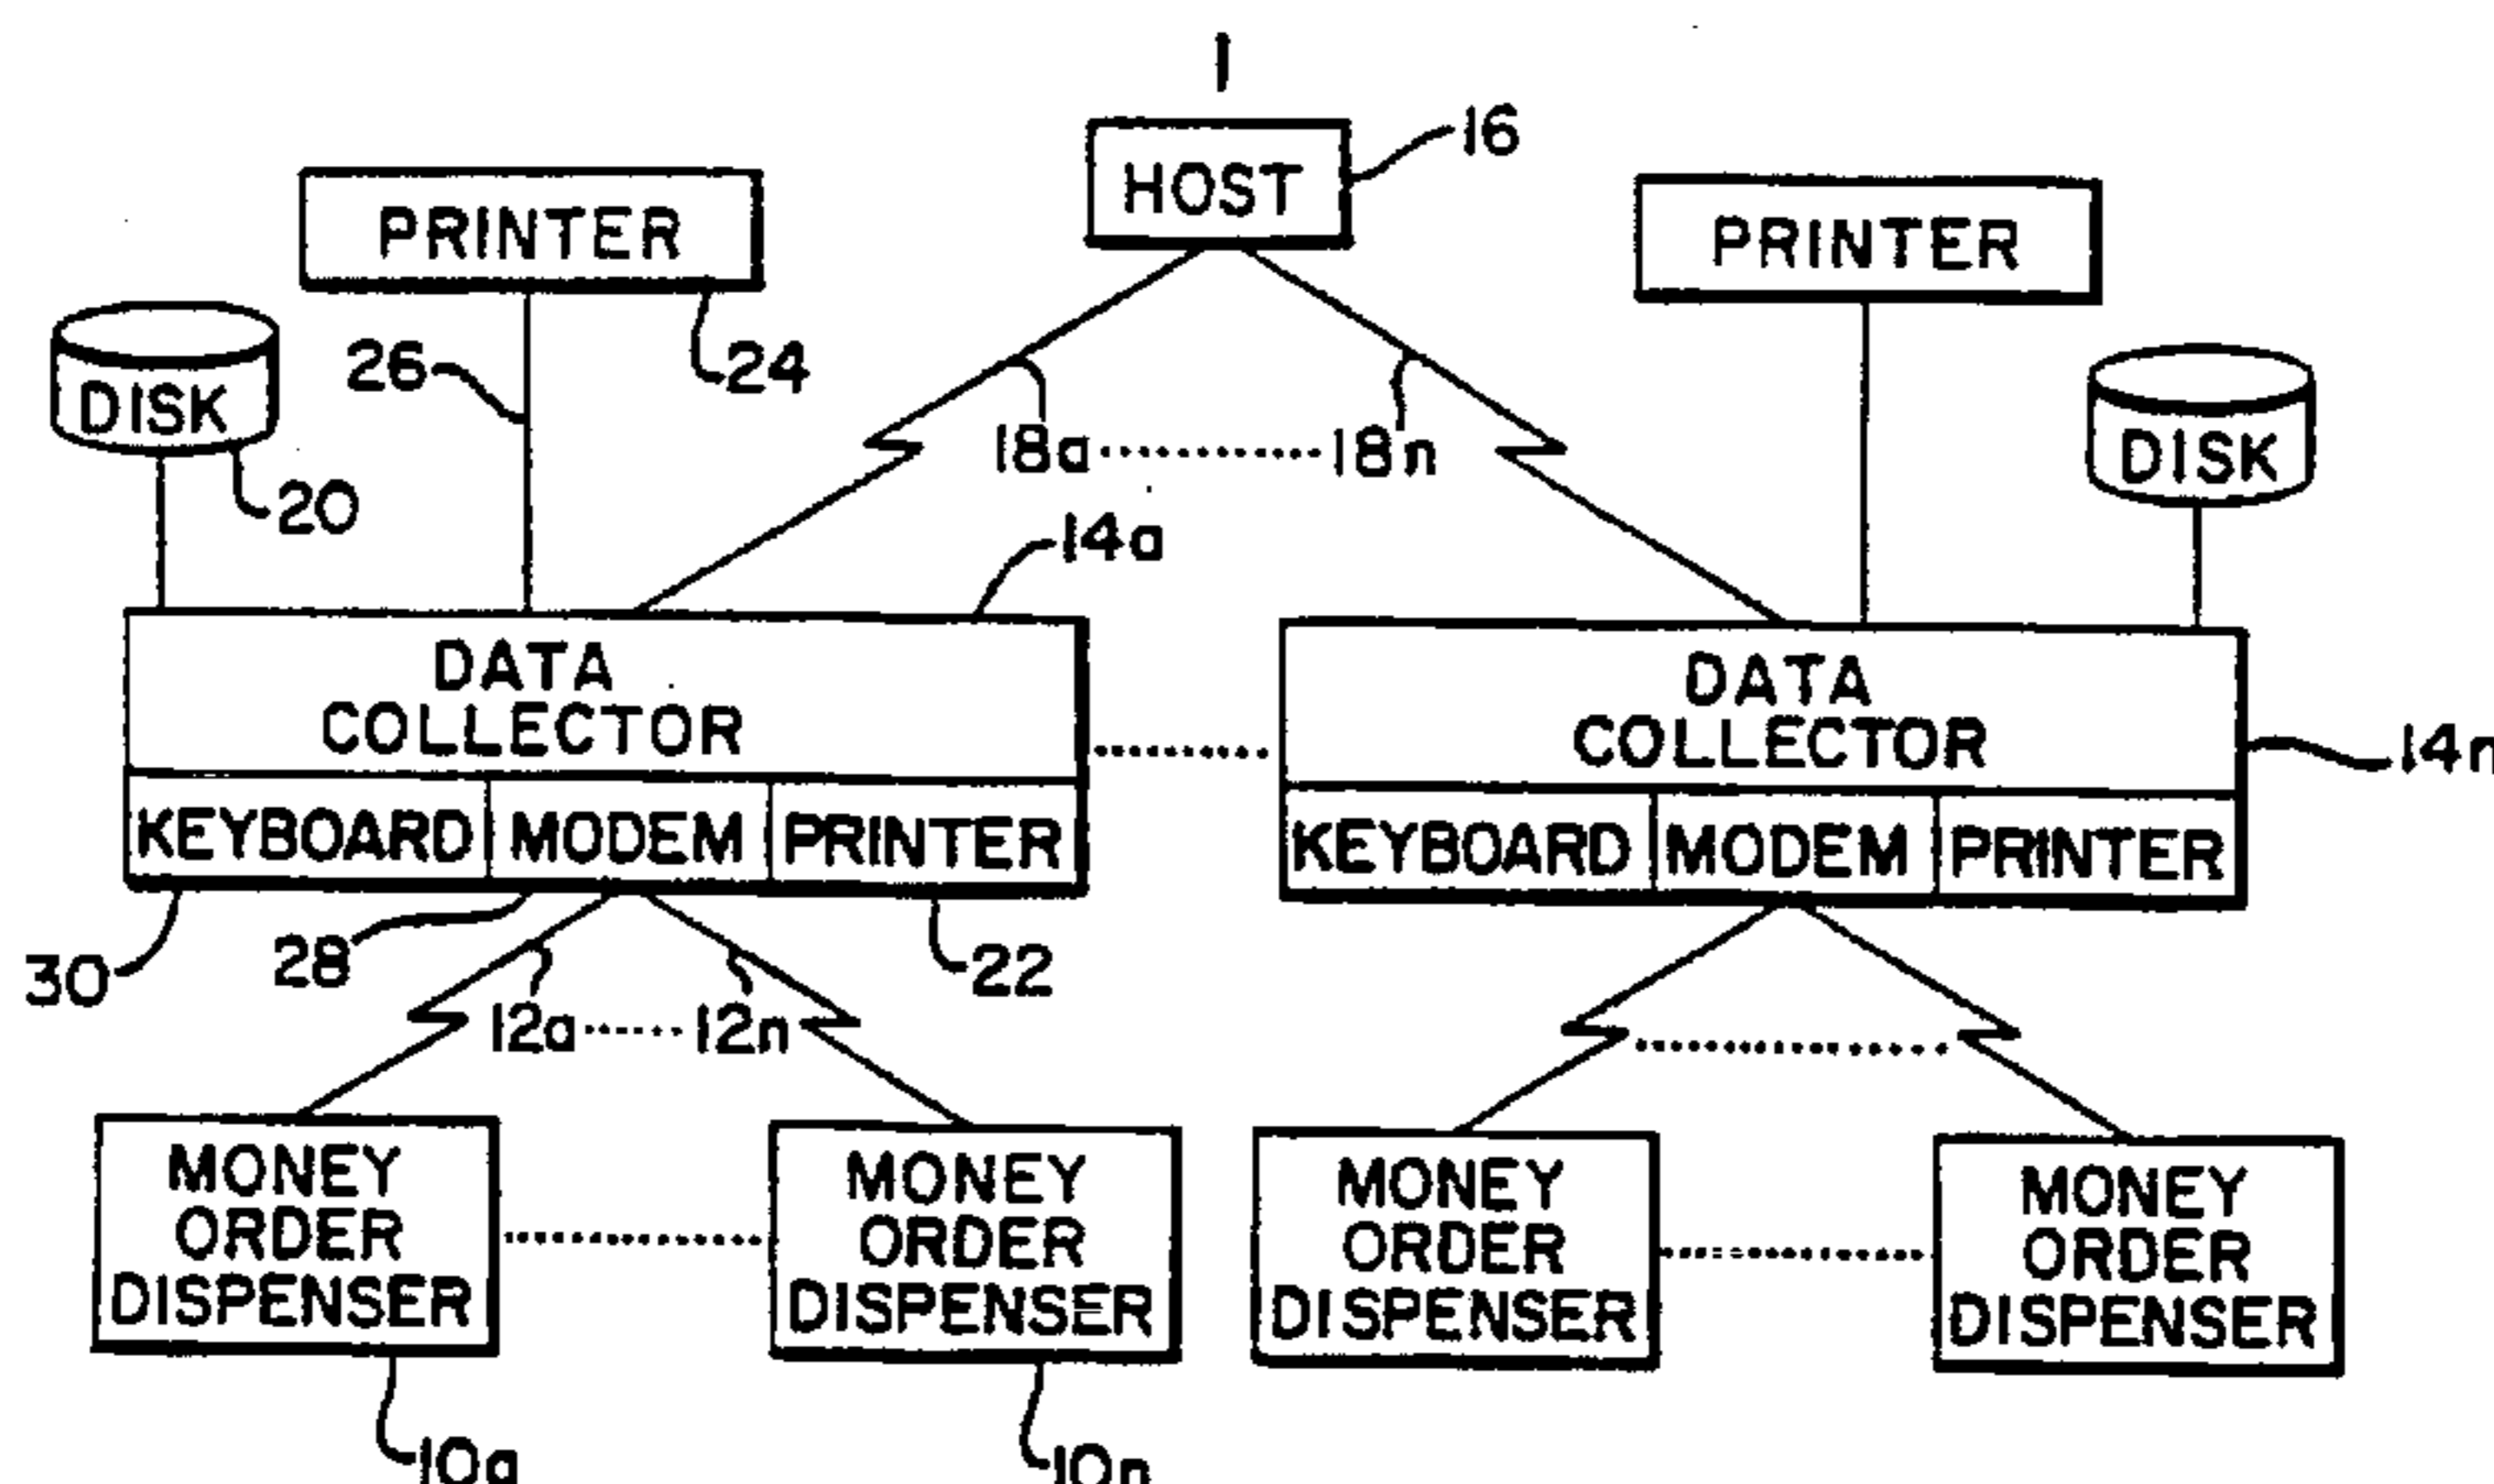 1
HOST
16
PRINTER
24
26
PRINTER
DISK
20
DISK
18a
18n
14a
DATA
COLLECTOR
KEYBOARD
MODEM
PRINTER
DATA
COLLECTOR
14n
KEYBOARD
MODEM
PRINTER
30
28
22
12a
12n
MONEY
ORDER
DISPENSER
MONEY
ORDER
DISPENSER
MONEY
ORDER
DISPENSER
MONEY
ORDER
DISPENSER
10a
10n